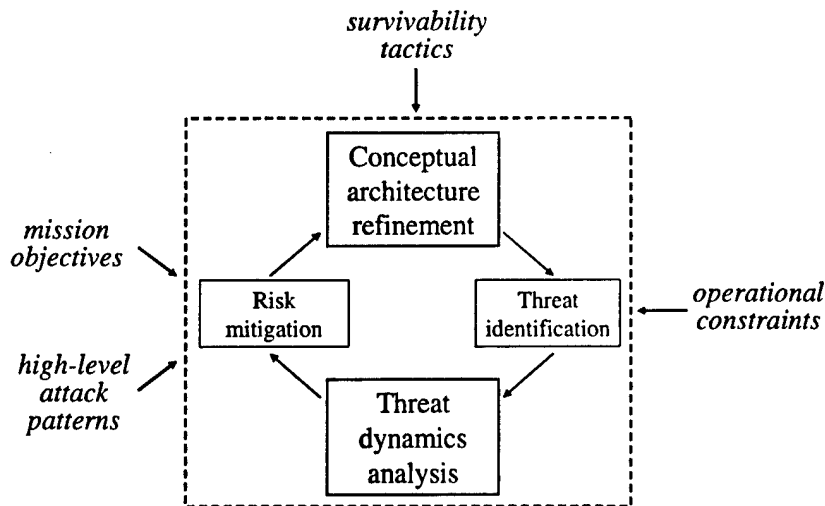 survivability
tactics
Conceptual
architecture
refinement
mission
objectives
Risk
mitigation
Threat
identification
operational
constraints
high-level
attack
patterns
Threat
dynamics
analysis